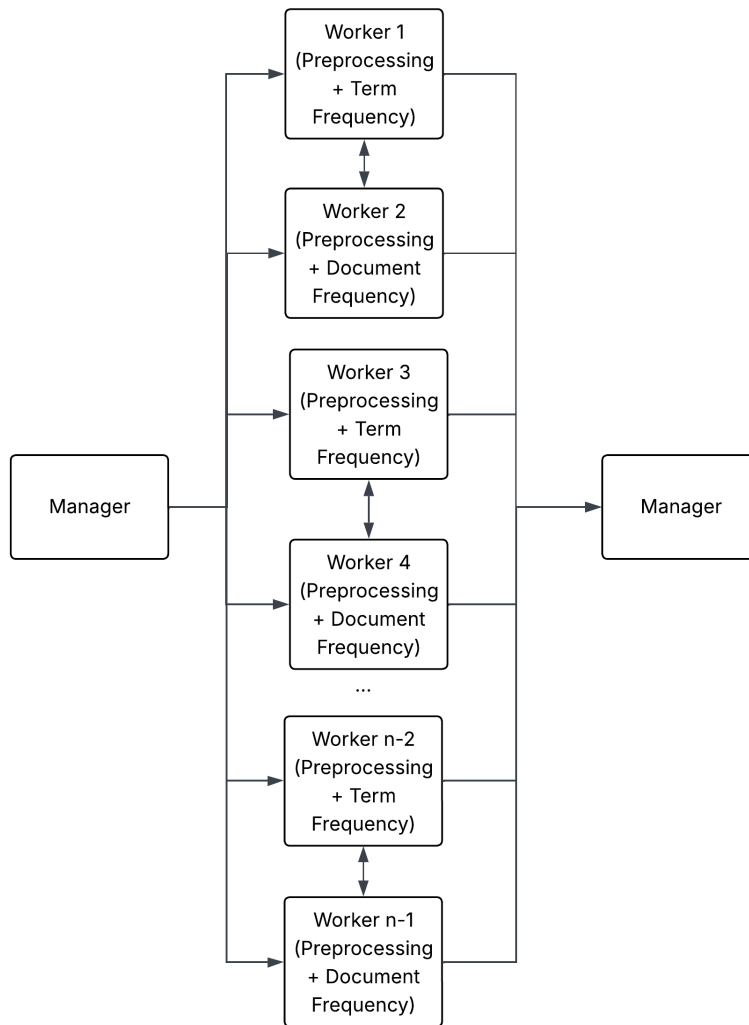 Worker 1
(Preprocessing
+ Term
Frequency)
Worker 2
(Preprocessing
+ Document
Frequency)
Worker 3
(Preprocessing
+ Term
Frequency)
Manager
Manager
Worker 4
(Preprocessing
+ Document
Frequency)
...
Worker n-2
(Preprocessing
+ Term
Frequency)
Worker n-1
(Preprocessing
+ Document
Frequency)